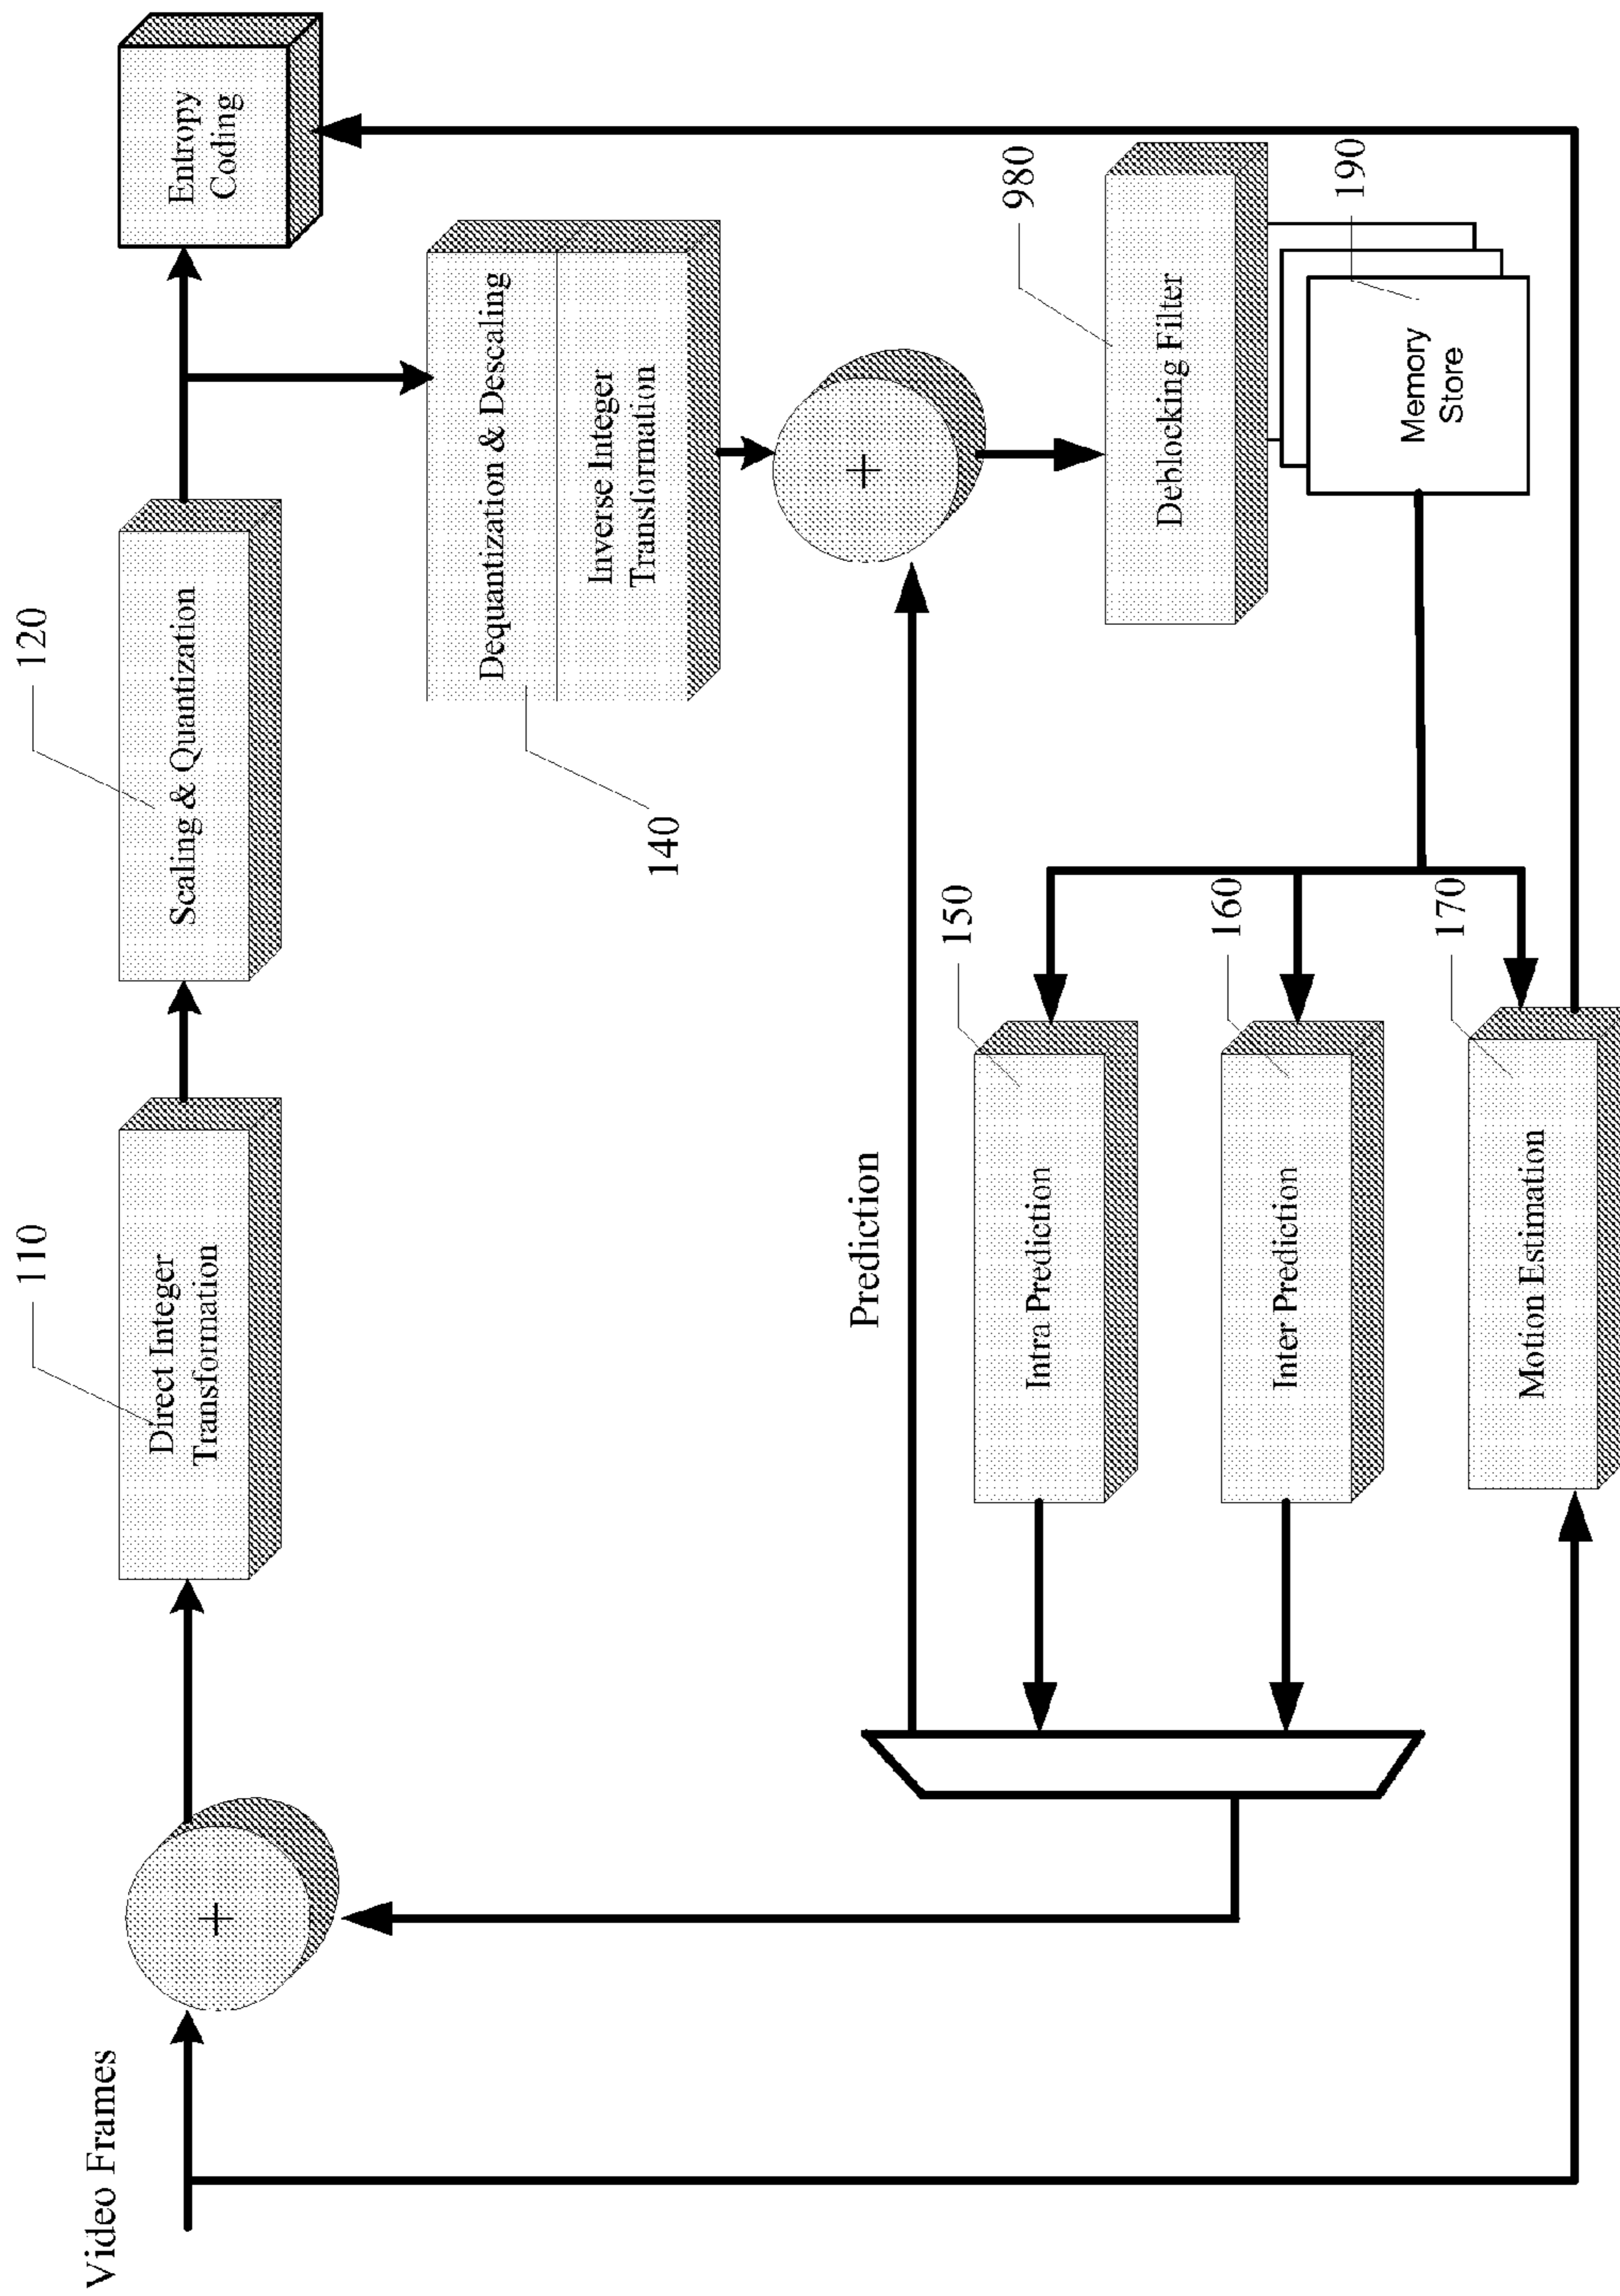 Video Frames
110
Direct Integer
Transformation
120
Scaling & Quantization
Entropy
Coding
Dequantization & Descaling
Inverse Integer
Transformation
140
+
+
Prediction
980
Deblocking Filter
190
Memory
Store
150
Intra Prediction
160
Inter Prediction
170
Motion Estimation